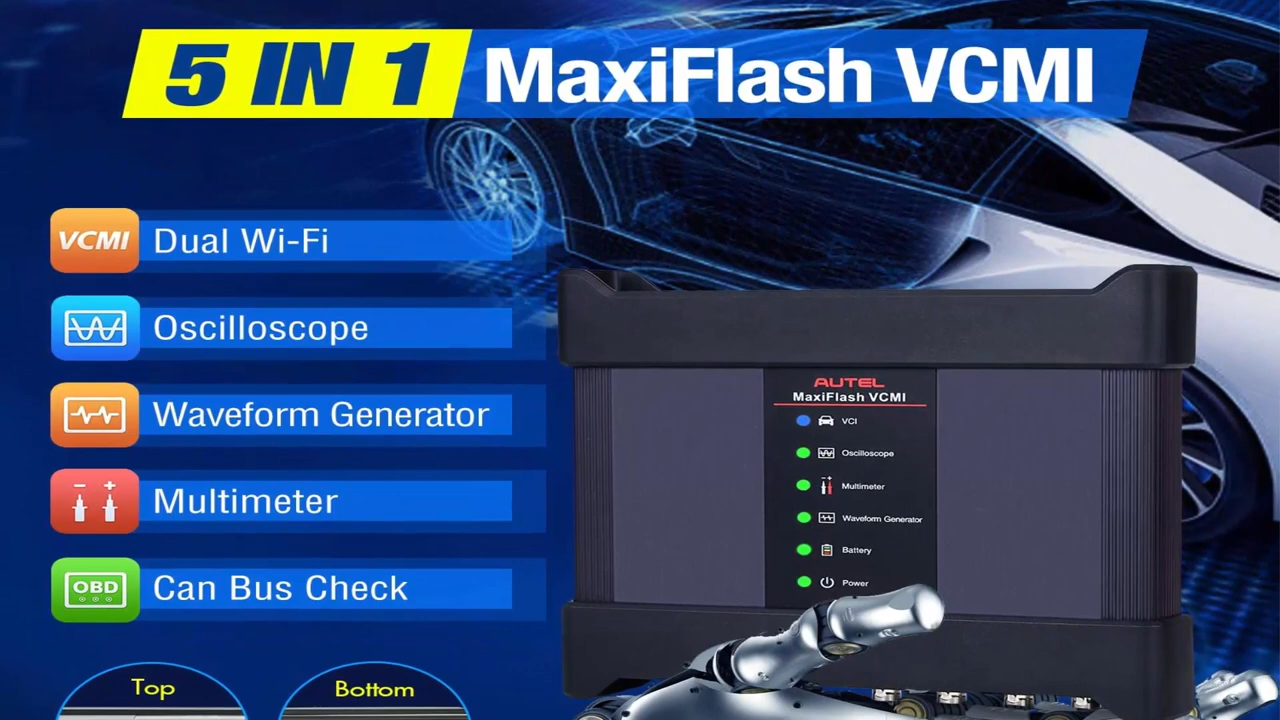 5 IN 1 MaxiFlash VCMI
VCMI Dual Wi-Fi
Oscilloscope
Waveform Generator
Multimeter
OBD Can Bus Check
AUTEL
MaxiFlash VCMI
VCI
Oscilloscope
Multimeter
Waveform Generator
Battery
Power
Top
Bottom